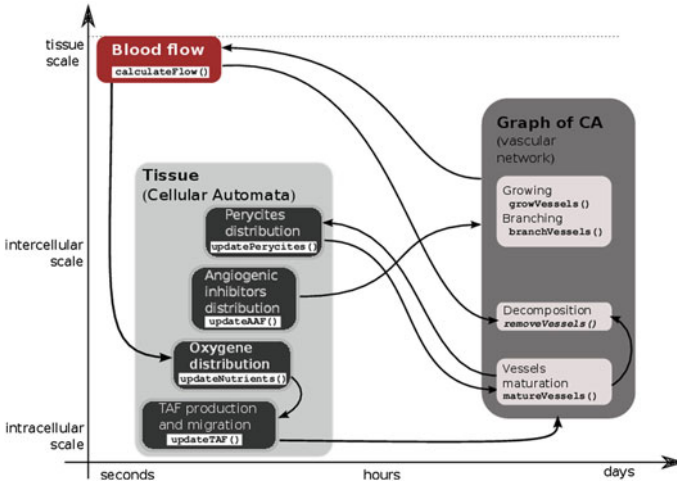 tissue
scale
intercellular
scale
intracellular
scale
Blood flow
calculateFlow()
Tissue
(Cellular Automata)
Perycites
distribution
updatePerycites()
Angiogenic
inhibitors
distribution
updateAAF()
Oxygene
distribution
updateNutrients()
TAF production
and migration
updateTAF()
Graph of CA
(vascular
network)
Growing
growVessels()
Branching
branchVessels()
Decomposition
removeVessels()
Vessels
maturation
matureVessels()
seconds
hours
days